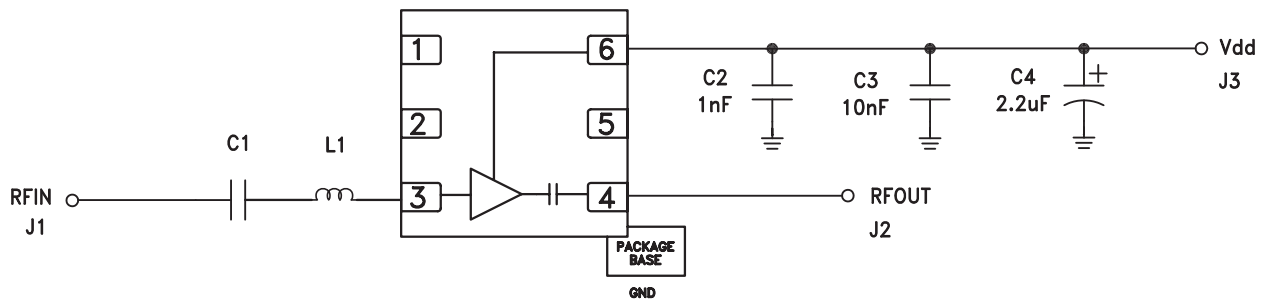 1
6
Vdd
J3
C2
1nF
C3
10nF
C4
2.2uF
+
2
5
C1
L1
RFIN
J1
3
4
RFOUT
J2
PACKAGE
BASE
GND